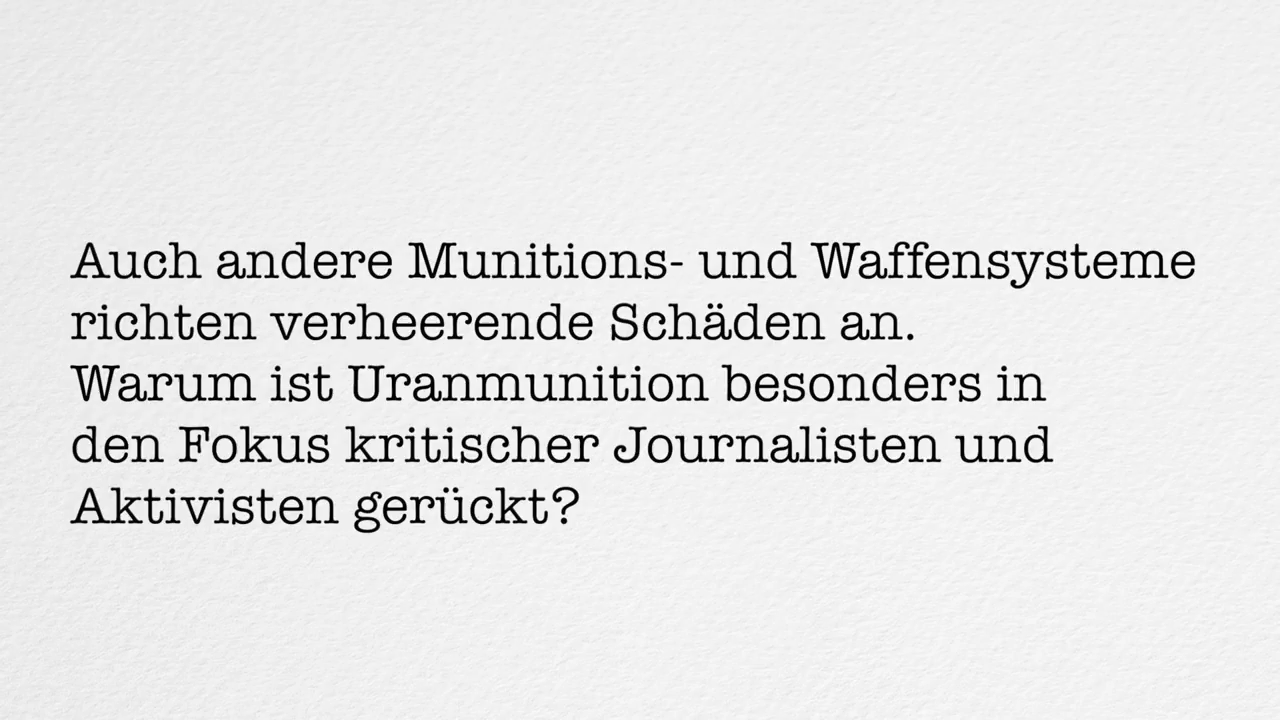 Auch andere Munitions- und Waffensysteme
richten verheerende Schäden an.
Warum ist Uranmunition besonders in
den Fokus kritischer Journalisten und
Aktivisten gerückt?